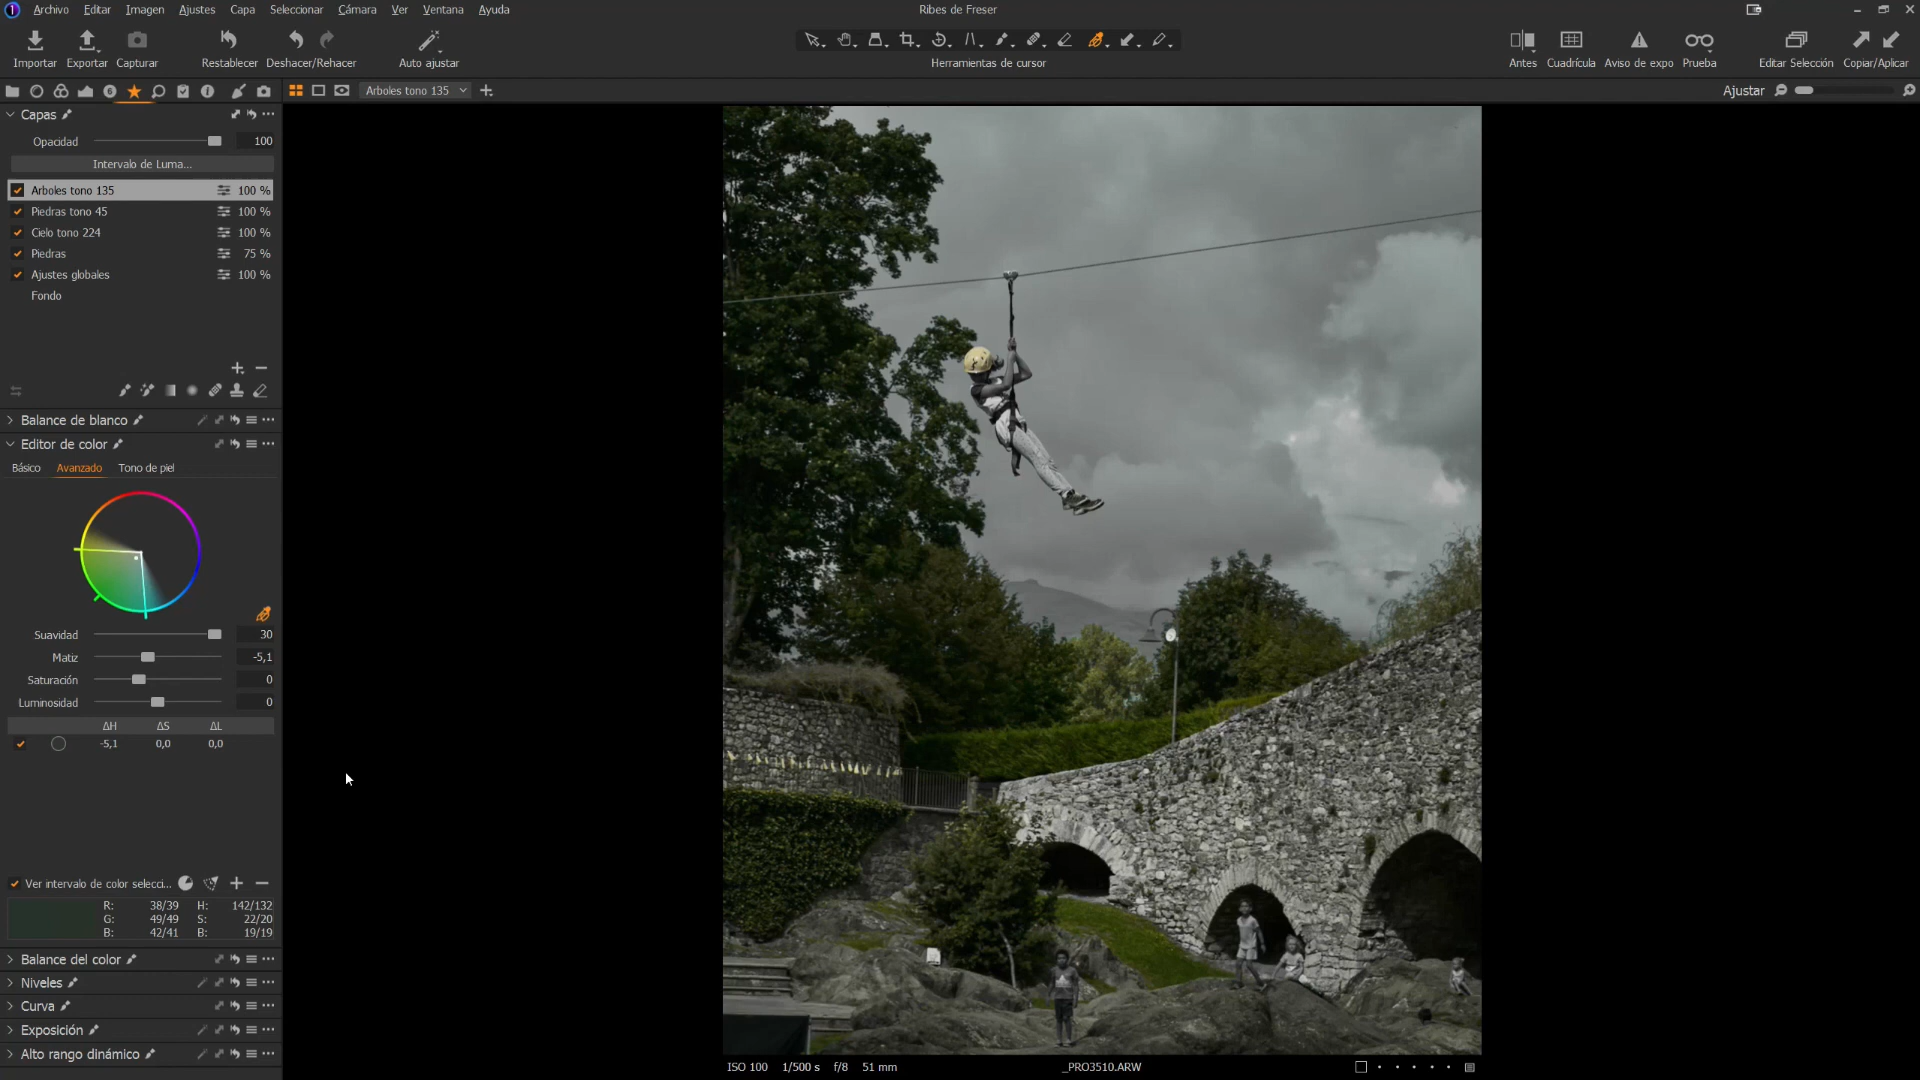 Archivo Editar Imagen Ajustes Capa Seleccionar Cámara Ver Ventana Ayuda
Ribes de Freser
Importar Exportar Capturar Restablecer Deshacer/Rehacer Auto ajustar
Herramientas de cursor
Antes Cuadrícula Aviso de expo Prueba Editar Selección Copiar/Aplicar
Arboles tono 135
Ajustar
Capas
Opacidad 100
Intervalo de Luma...
Arboles tono 135 100 %
Piedras tono 45 100 %
Cielo tono 224 100 %
Piedras 75 %
Ajustes globales 100 %
Fondo
Balance de blanco
Editor de color
Básico Avanzado Tono de piel
Suavidad 30
Matiz -5,1
Saturación 0
Luminosidad 0
ΔH ΔS ΔL
-5,1 0,0 0,0
Ver intervalo de color selecci...
R: 38/39 H: 142/132
G: 49/49 S: 22/20
B: 42/41 B: 19/19
Balance del color
Niveles
Curva
Exposición
Alto rango dinámico
ISO 100 1/500 s f/8 51 mm
_PRO3510.ARW